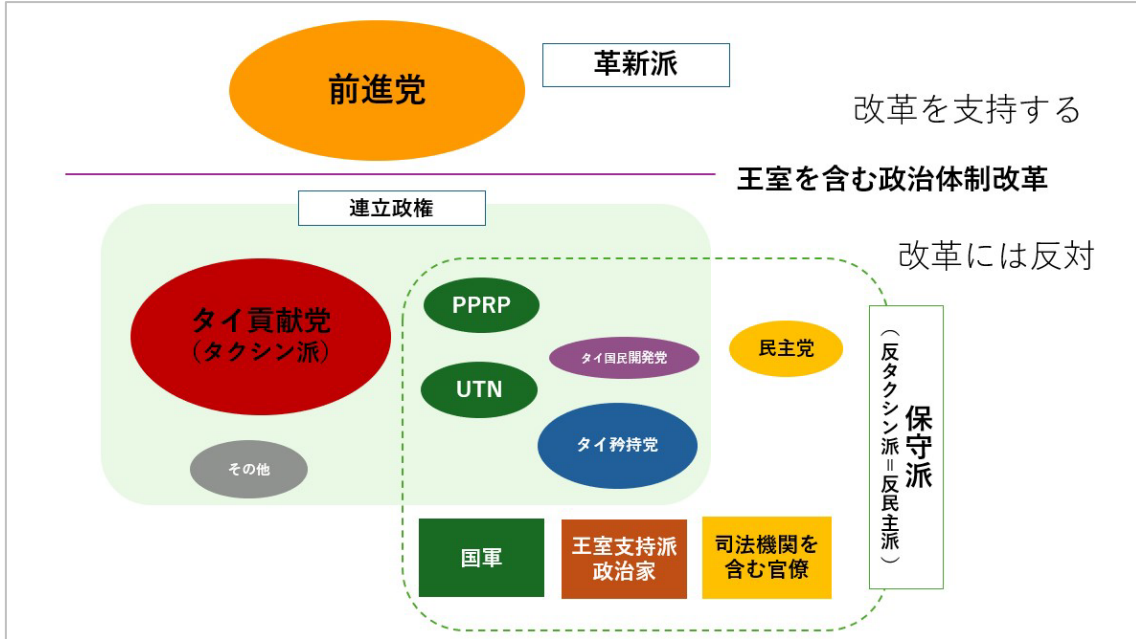 前進党
革新派
改革を支持する
王室を含む政治体制改革
連立政権
改革には反対
タイ貢献党
（タクシン派）
PPRP
UTN
タイ国民開発党
タイ矜持党
その他
民主党
保守派
（反タクシン派＝反民主派）
国軍
王室支持派
政治家
司法機関を
含む官僚